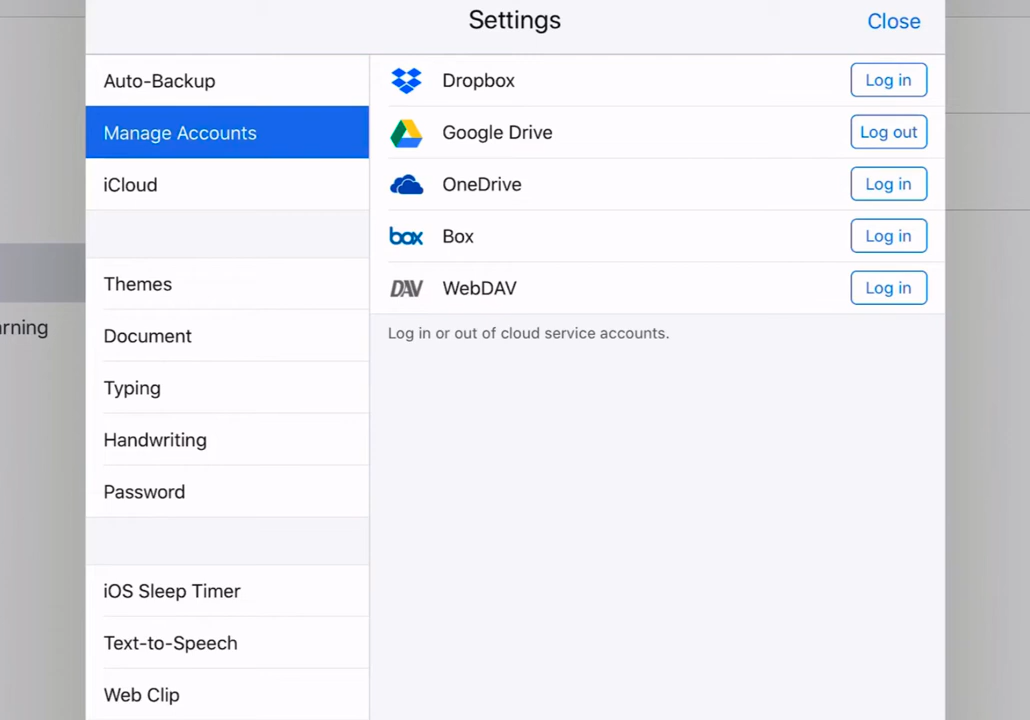 Settings
Close
Auto-Backup
Manage Accounts
iCloud
Themes
Document
Typing
Handwriting
Password
iOS Sleep Timer
Text-to-Speech
Web Clip
Dropbox Log in
Google Drive Log out
OneDrive Log in
box Box Log in
DAV WebDAV Log in
Log in or out of cloud service accounts.
arning